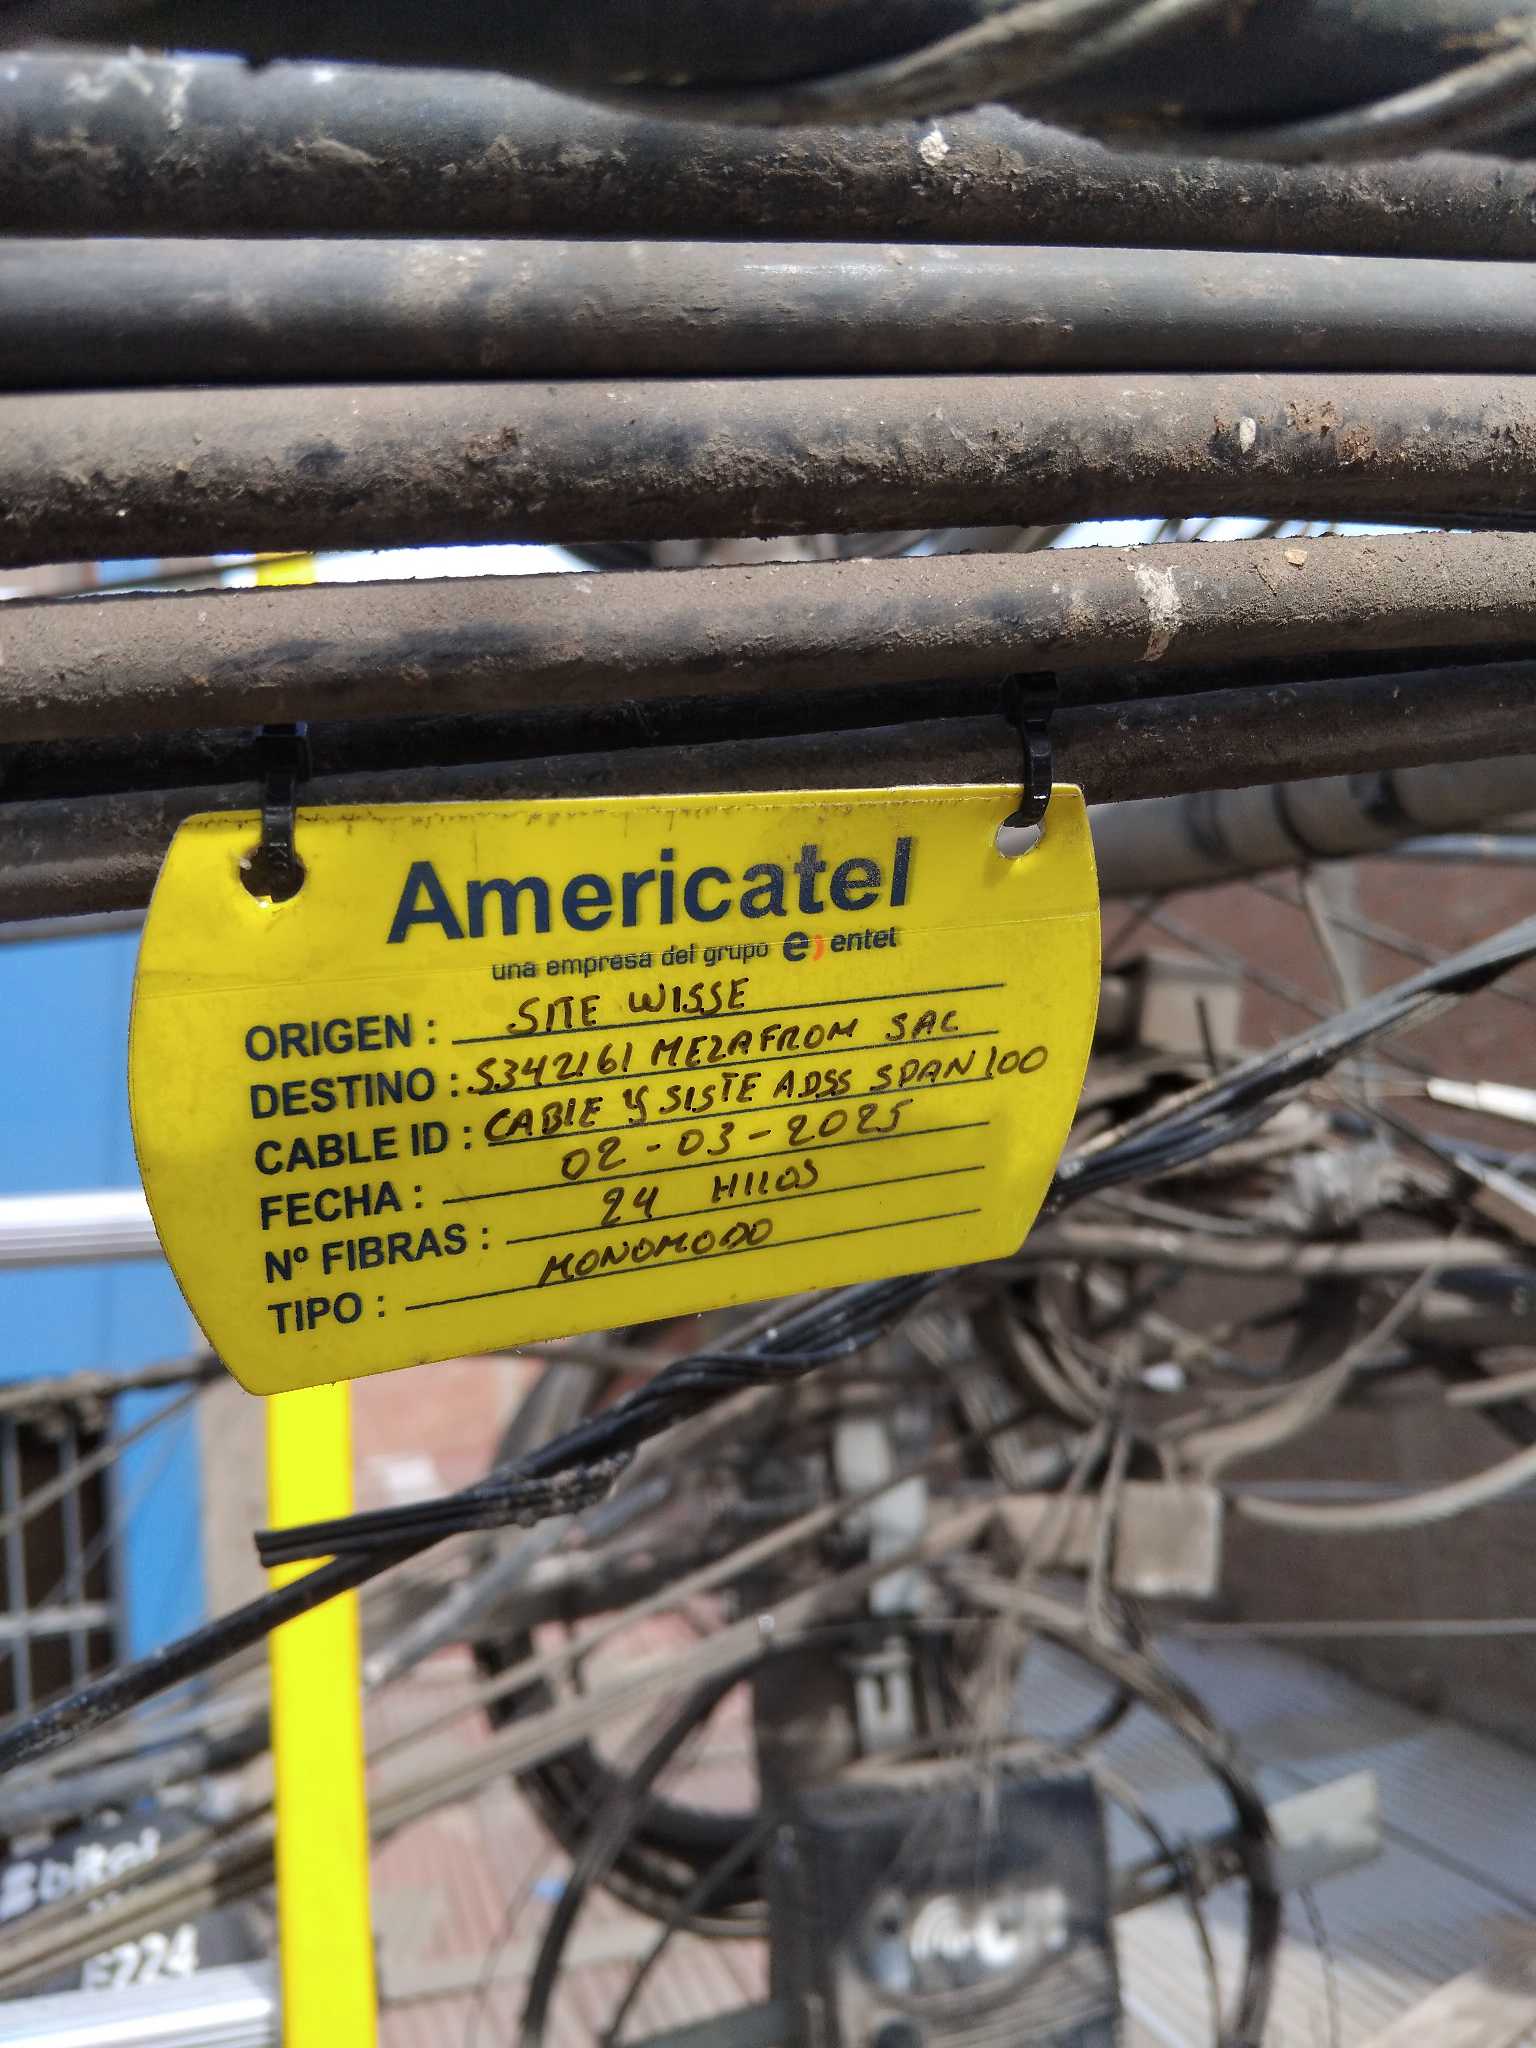 Americatel
una empresa del grupo e) entel
ORIGEN : SITE WISSE
DESTINO : S342161 MEZAFROM SAC
CABLE ID : CABLE Y SISTE ADSS SPAN 100
FECHA : 02-03-2025
Nº FIBRAS : 24 HILOS
TIPO : MONOMODO